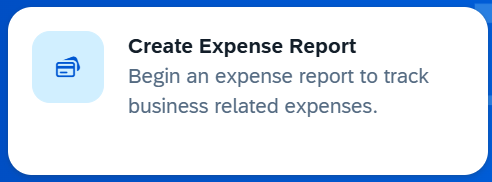 Create Expense Report
Begin an expense report to track
business related expenses.